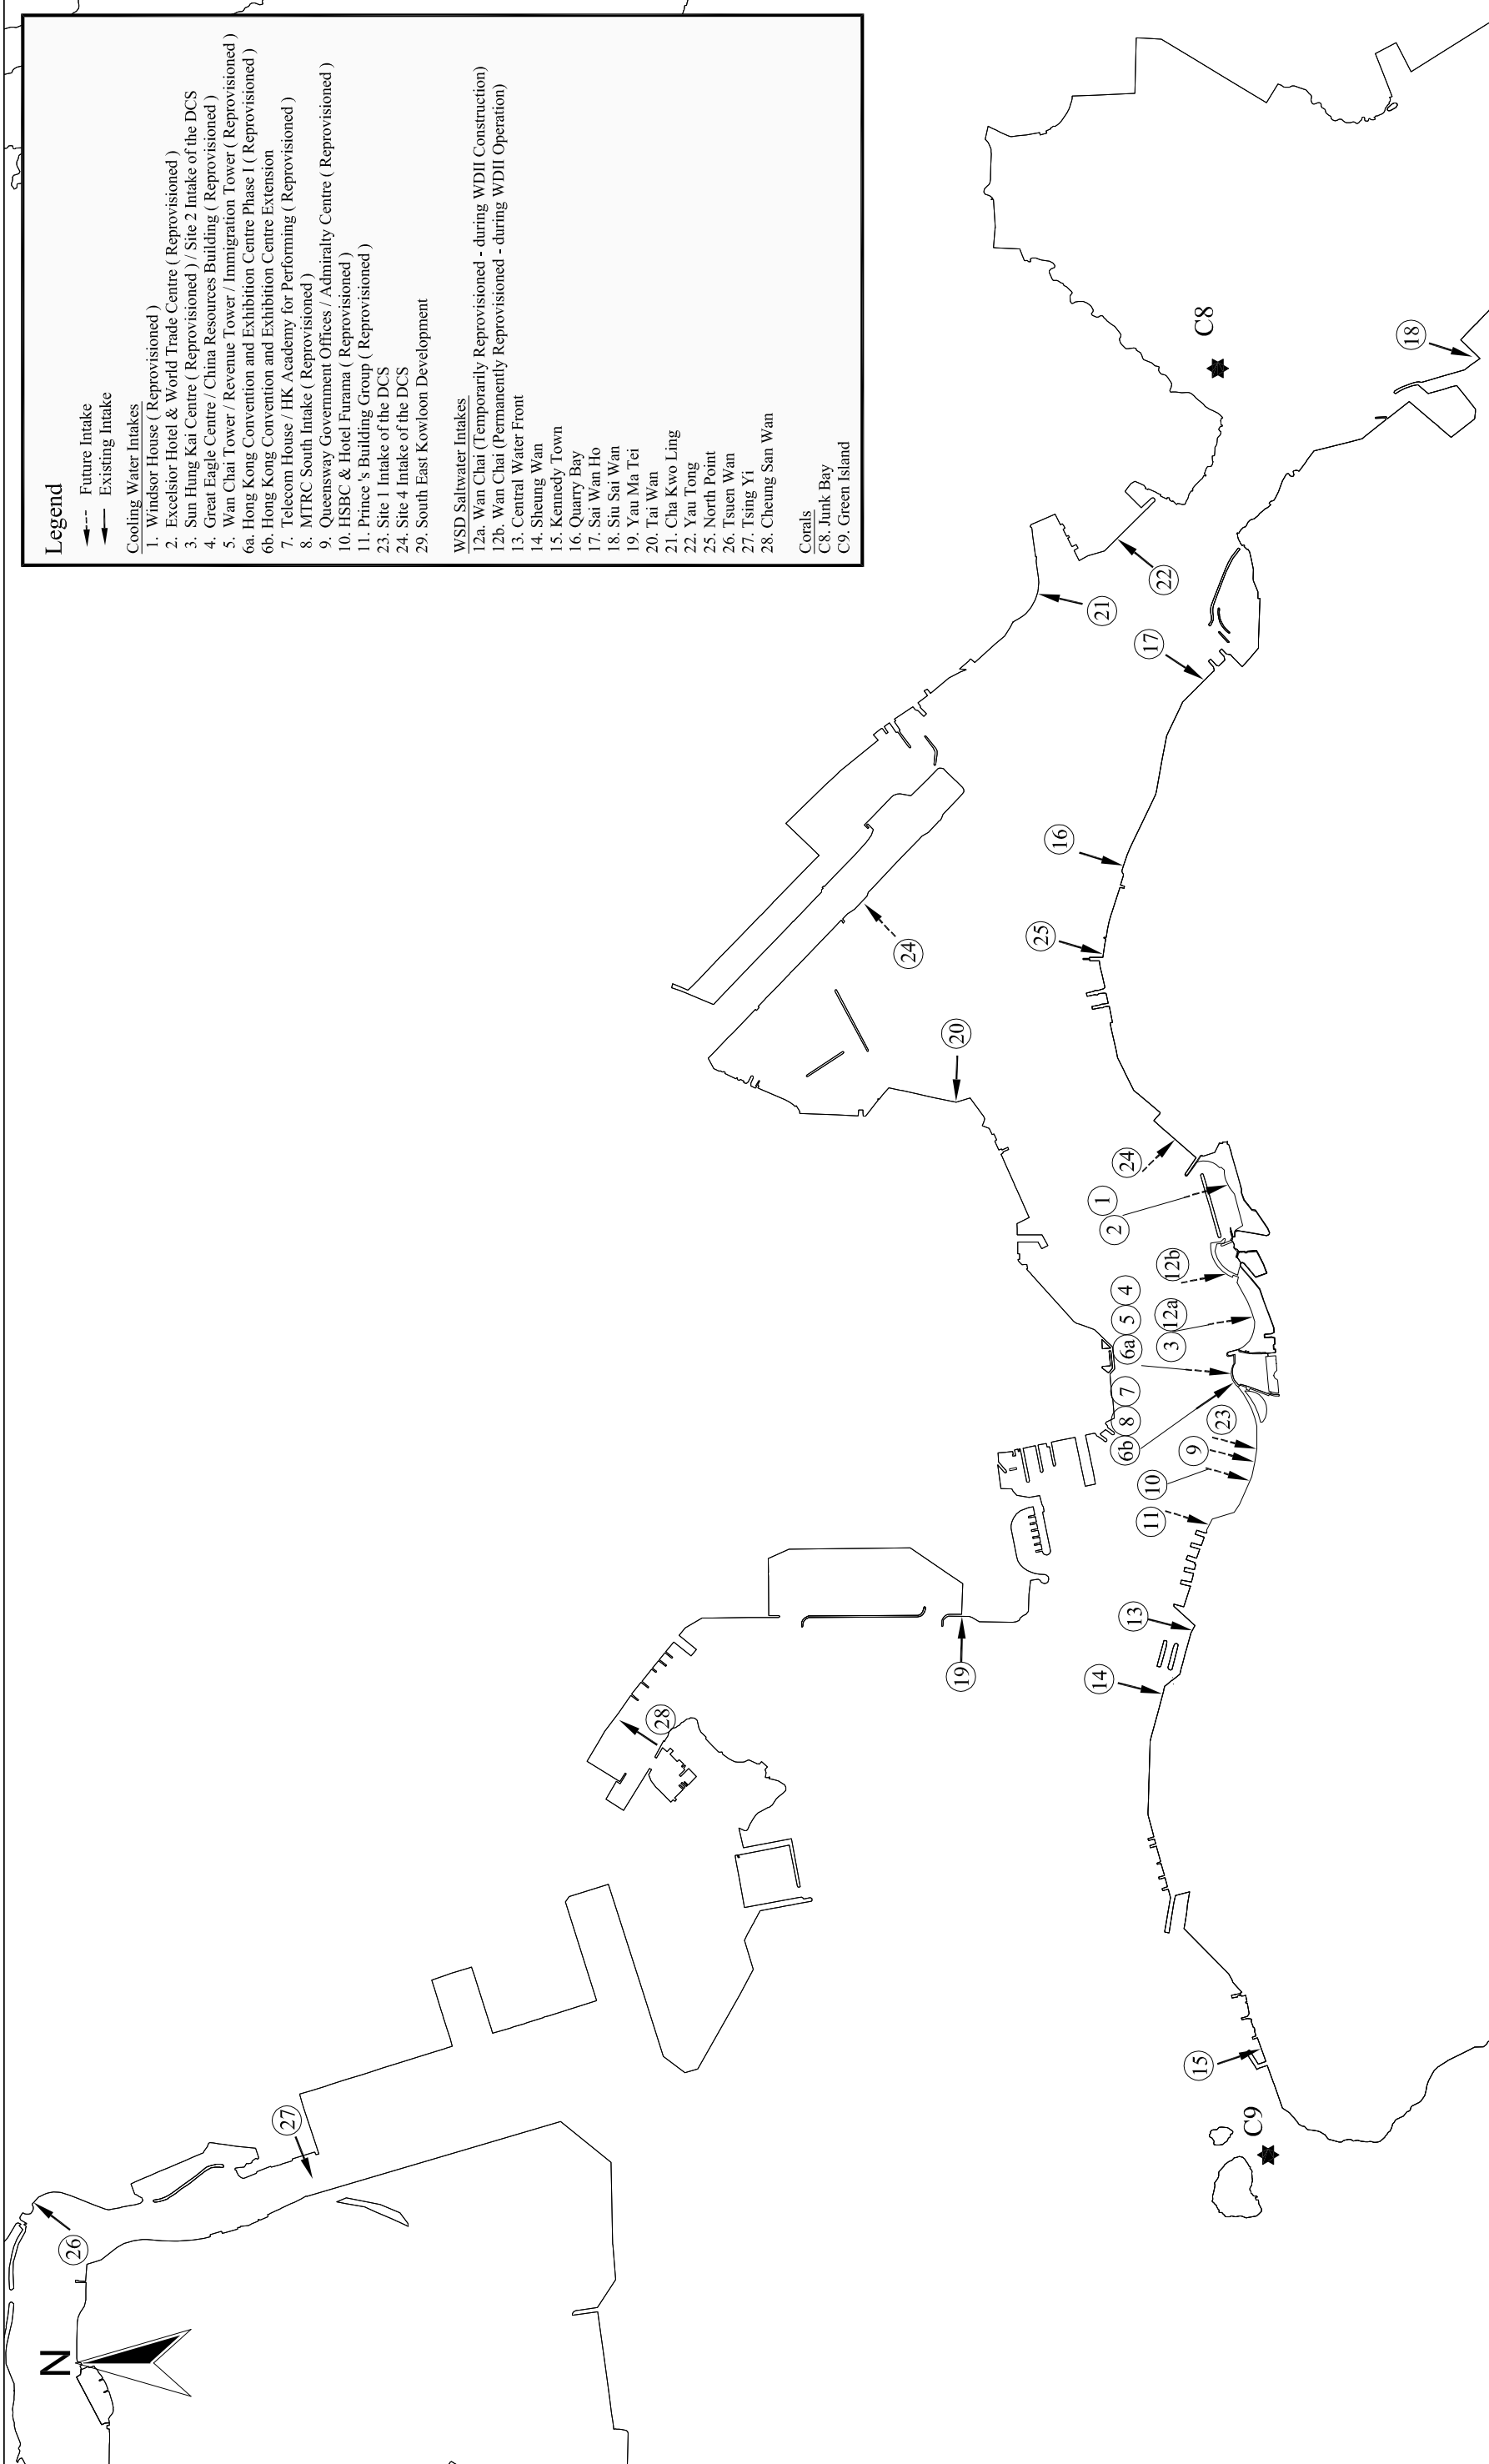 Legend
Future Intake
Existing Intake
Cooling Water Intakes
1. Windsor House ( Reprovisioned )
2. Excelsior Hotel & World Trade Centre ( Reprovisioned )
3. Sun Hung Kai Centre ( Reprovisioned ) / Site 2 Intake of the DCS
4. Great Eagle Centre / China Resources Building ( Reprovisioned )
5. Wan Chai Tower / Revenue Tower / Immigration Tower ( Reprovisioned )
6a. Hong Kong Convention and Exhibition Centre Phase I ( Reprovisioned )
6b. Hong Kong Convention and Exhibition Centre Extension
7. Telecom House / HK Academy for Performing ( Reprovisioned )
8. MTRC South Intake ( Reprovisioned )
9. Queensway Government Offices / Admiralty Centre ( Reprovisioned )
10. HSBC & Hotel Furama ( Reprovisioned )
11. Prince 's Building Group ( Reprovisioned )
23. Site 1 Intake of the DCS
24. Site 4 Intake of the DCS
29. South East Kowloon Development
WSD Saltwater Intakes
12a. Wan Chai (Temporarily Reprovisioned - during WDII Construction)
12b. Wan Chai (Permanently Reprovisioned - during WDII Operation)
13. Central Water Front
14. Sheung Wan
15. Kennedy Town
16. Quarry Bay
17. Sai Wan Ho
18. Siu Sai Wan
19. Yau Ma Tei
20. Tai Wan
21. Cha Kwo Ling
22. Yau Tong
25. North Point
26. Tsuen Wan
27. Tsing Yi
28. Cheung San Wan
Corals
C8. Junk Bay
C9. Green Island
N
26
27
28
19
20
24
21
22
17
16
25
24
1
2
12b
4
5
6a
12a
3
7
8
6b
23
9
10
11
13
14
15
C9
C8
18